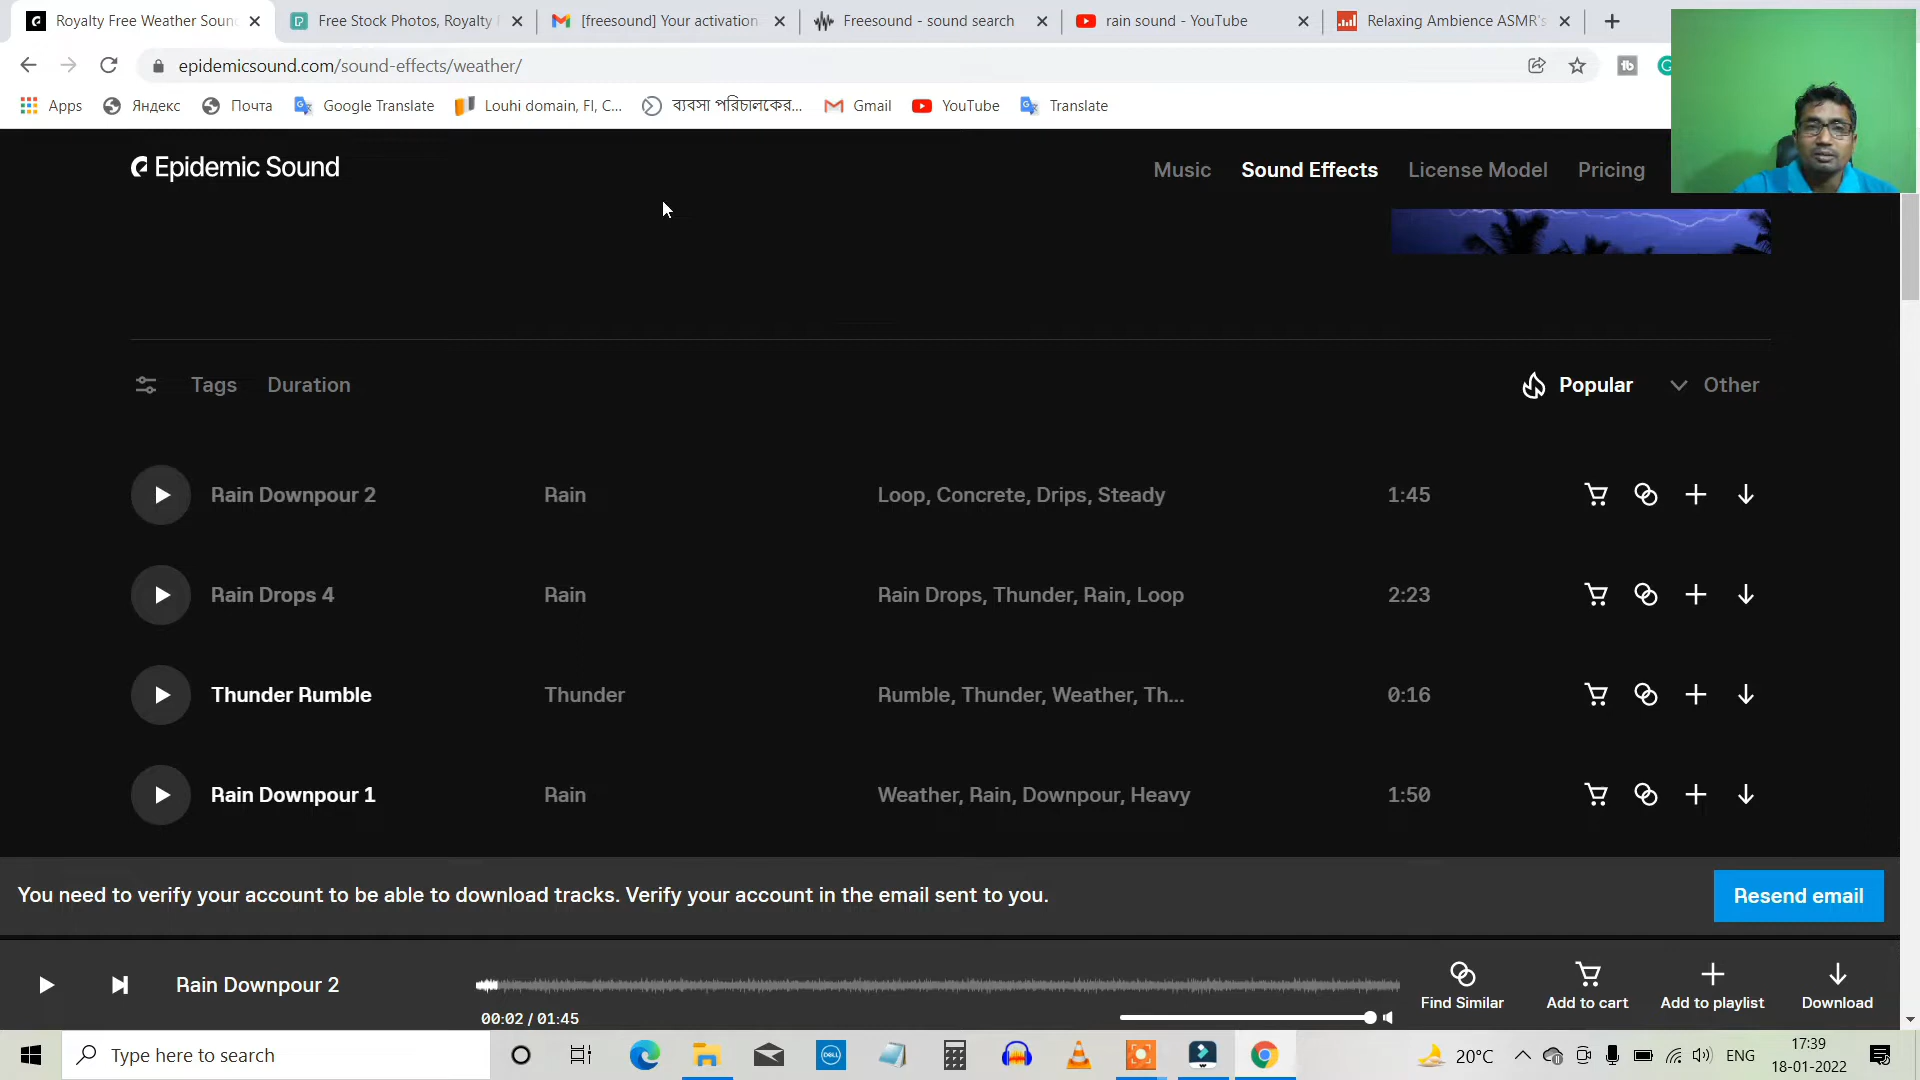 Royalty Free Weather Soun
Free Stock Photos, Royalty F
[freesound] Your activation
Freesound - sound search
rain sound - YouTube
Relaxing Ambience ASMR's
epidemicsound.com/sound-effects/weather/
Apps
Яндекс
Почта
Google Translate
Louhi domain, FI, C...
ব্যবসা পরিচালকের...
Gmail
YouTube
Translate
Epidemic Sound
Music
Sound Effects
License Model
Pricing
Tags
Duration
Popular
Other
Rain Downpour 2 Rain Loop, Concrete, Drips, Steady 1:45
Rain Drops 4 Rain Rain Drops, Thunder, Rain, Loop 2:23
Thunder Rumble Thunder Rumble, Thunder, Weather, Th... 0:16
Rain Downpour 1 Rain Weather, Rain, Downpour, Heavy 1:50
You need to verify your account to be able to download tracks. Verify your account in the email sent to you.
Resend email
Rain Downpour 2
00:02 / 01:45
Find Similar
Add to cart
Add to playlist
Download
Type here to search
DELL
20°C
ENG
17:39
18-01-2022